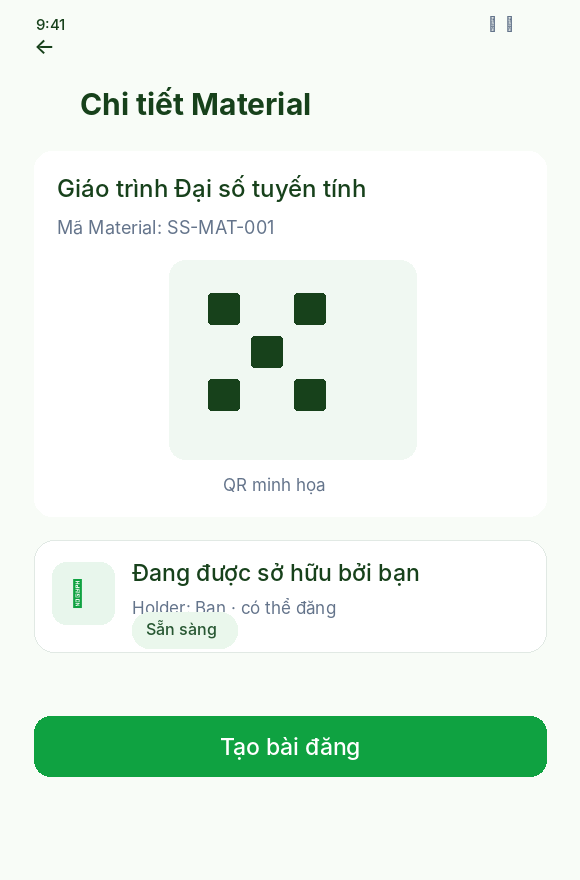 9:41
←
Chi tiết Material
Giáo trình Đại số tuyến tính
Mã Material: SS-MAT-001
QR minh họa
Đang được sở hữu bởi bạn
Holder: Bạn · có thể đăng
Sẵn sàng
Tạo bài đăng